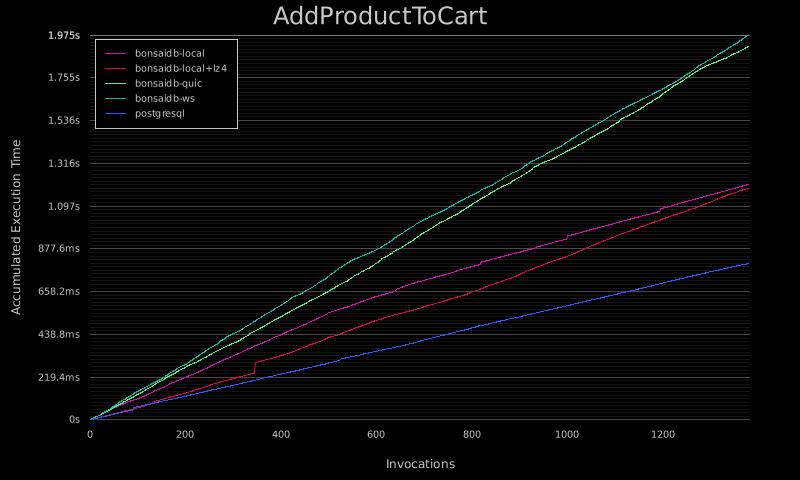 AddProductToCart
1.975s
1.755s
1.536s
1.316s
1.097s
877.6ms
658.2ms
438.8ms
219.4ms
0s
Accumulated Execution Time
bonsaidb-local
bonsaidb-local+lz4
bonsaidb-quic
bonsaidb-ws
postgresql
0 200 400 600 800 1000 1200
Invocations